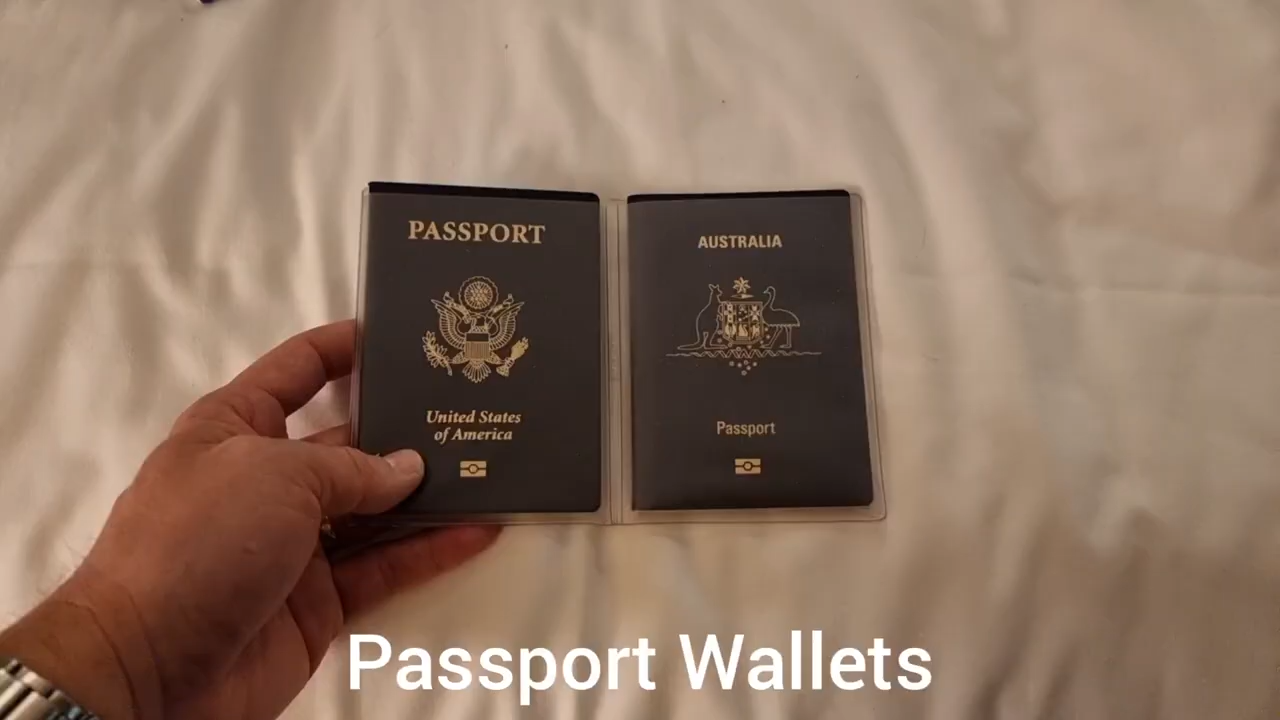 PASSPORT
United States
of America
AUSTRALIA
Passport
Passport Wallets